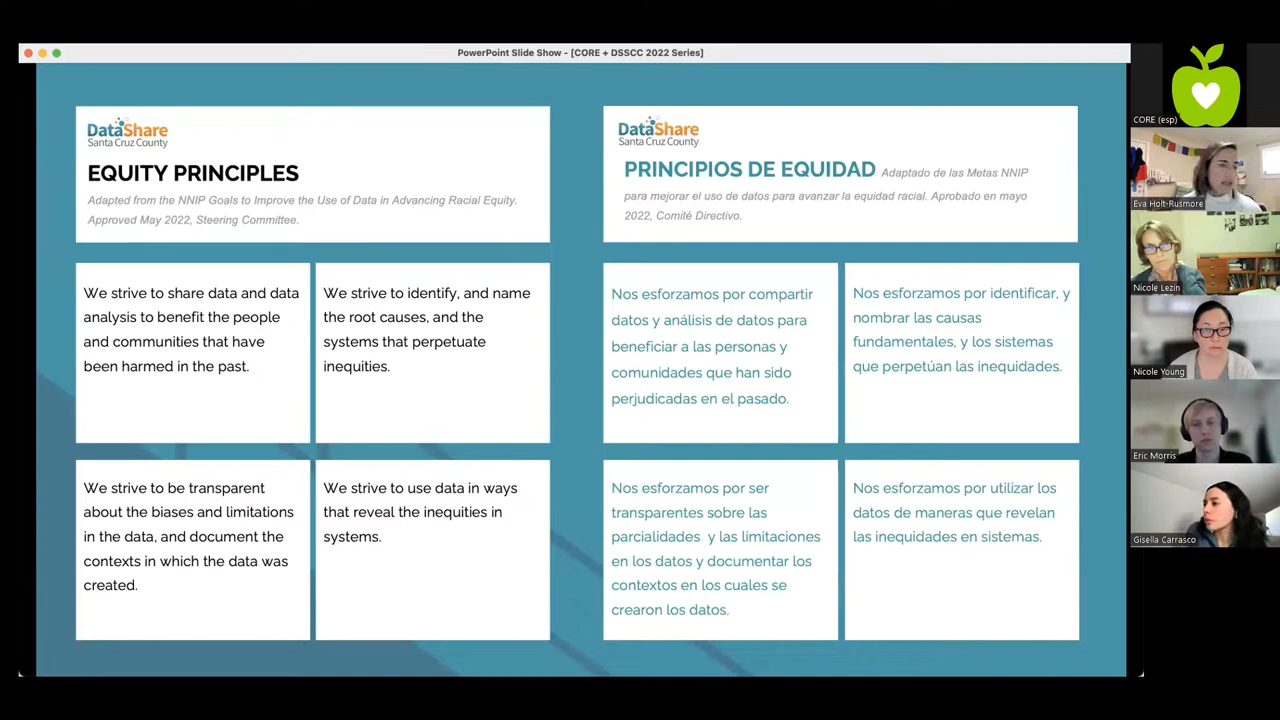 PowerPoint Slide Show - [CORE + DSSCC 2022 Series]
DataShare
Santa Cruz County
EQUITY PRINCIPLES
Adapted from the NNIP Goals to Improve the Use of Data in Advancing Racial Equity.
Approved May 2022, Steering Committee.
We strive to share data and data
analysis to benefit the people
and communities that have
been harmed in the past.
We strive to identify, and name
the root causes, and the
systems that perpetuate
inequities.
We strive to be transparent
about the biases and limitations
in the data, and document the
contexts in which the data was
created.
We strive to use data in ways
that reveal the inequities in
systems.
DataShare
Santa Cruz County
PRINCIPIOS DE EQUIDAD Adaptado de las Metas NNIP
para mejorar el uso de datos para avanzar la equidad racial. Aprobado en mayo
2022, Comité Directivo.
Nos esforzamos por compartir
datos y análisis de datos para
beneficiar a las personas y
comunidades que han sido
perjudicadas en el pasado.
Nos esforzamos por identificar, y
nombrar las causas
fundamentales, y los sistemas
que perpetúan las inequidades.
Nos esforzamos por ser
transparentes sobre las
parcialidades y las limitaciones
en los datos y documentar los
contextos en los cuales se
crearon los datos.
Nos esforzamos por utilizar los
datos de maneras que revelan
las inequidades en sistemas.
CORE (esp)
Eva Holt-Rusmore
Nicole Lezin
Nicole Young
Eric Morris
Gisella Carrasco